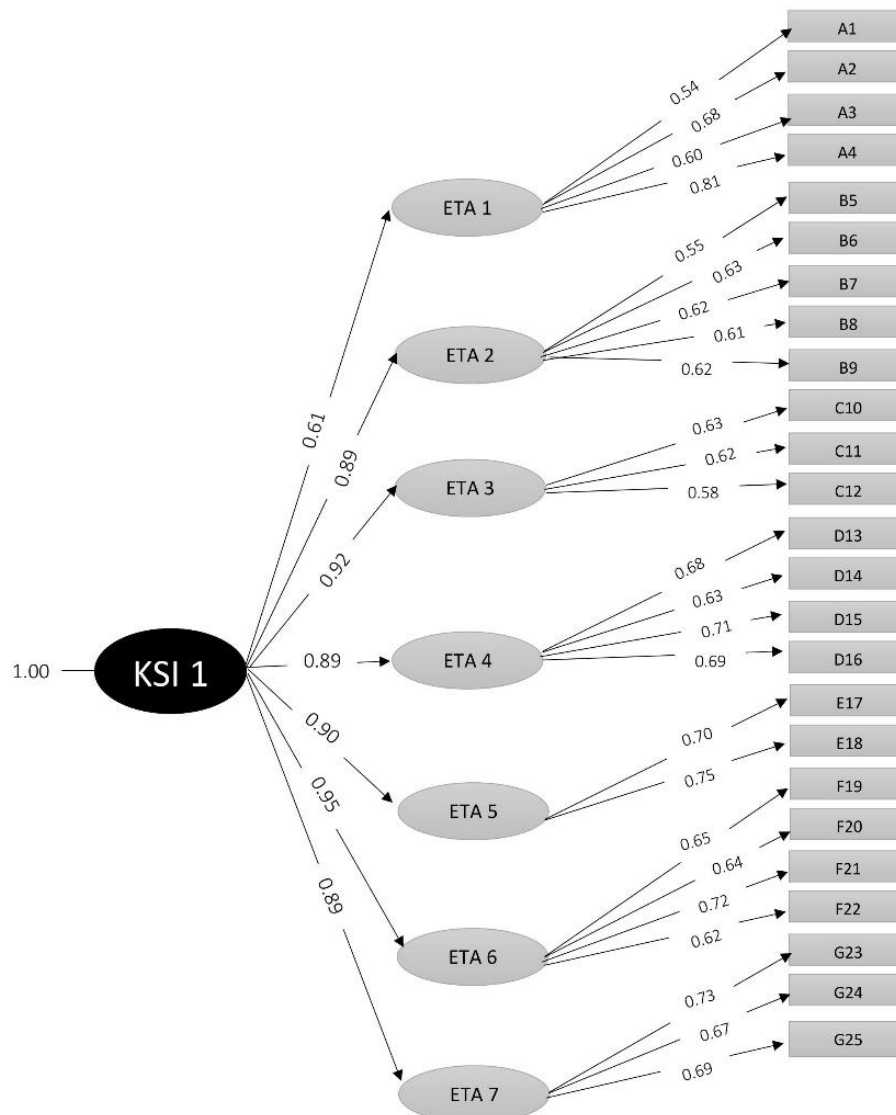 A1
A2
A3
A4
0.54
0.68
0.60
0.81
ETA 1
B5
B6
B7
B8
B9
0.55
0.63
0.62
0.61
0.62
ETA 2
0.61
0.89
C10
C11
C12
0.63
0.62
0.58
ETA 3
0.92
D13
D14
D15
D16
0.68
0.63
0.71
0.69
ETA 4
0.89
1.00
KSI 1
E17
E18
0.70
0.75
ETA 5
0.90
F19
F20
F21
F22
0.65
0.64
0.72
0.62
ETA 6
0.95
G23
G24
G25
0.73
0.67
0.69
ETA 7
0.89